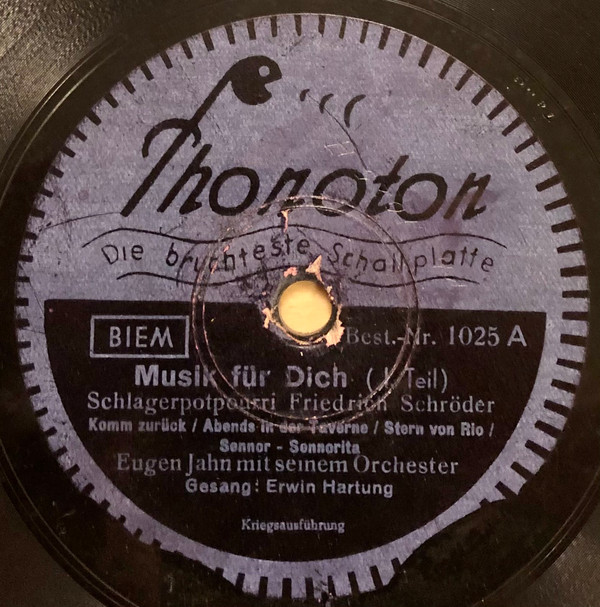 Phonoton
Die bruchfeste Schallplatte
BIEM
Best.-Nr. 1025 A
Musik für Dich (I. Teil)
Schlagerpotpourri Friedrich Schröder
Komm zurück / Abends in der Taverne / Stern von Rio /
Sennor - Sennorita
Eugen Jahn mit seinem Orchester
Gesang: Erwin Hartung
Kriegsausführung